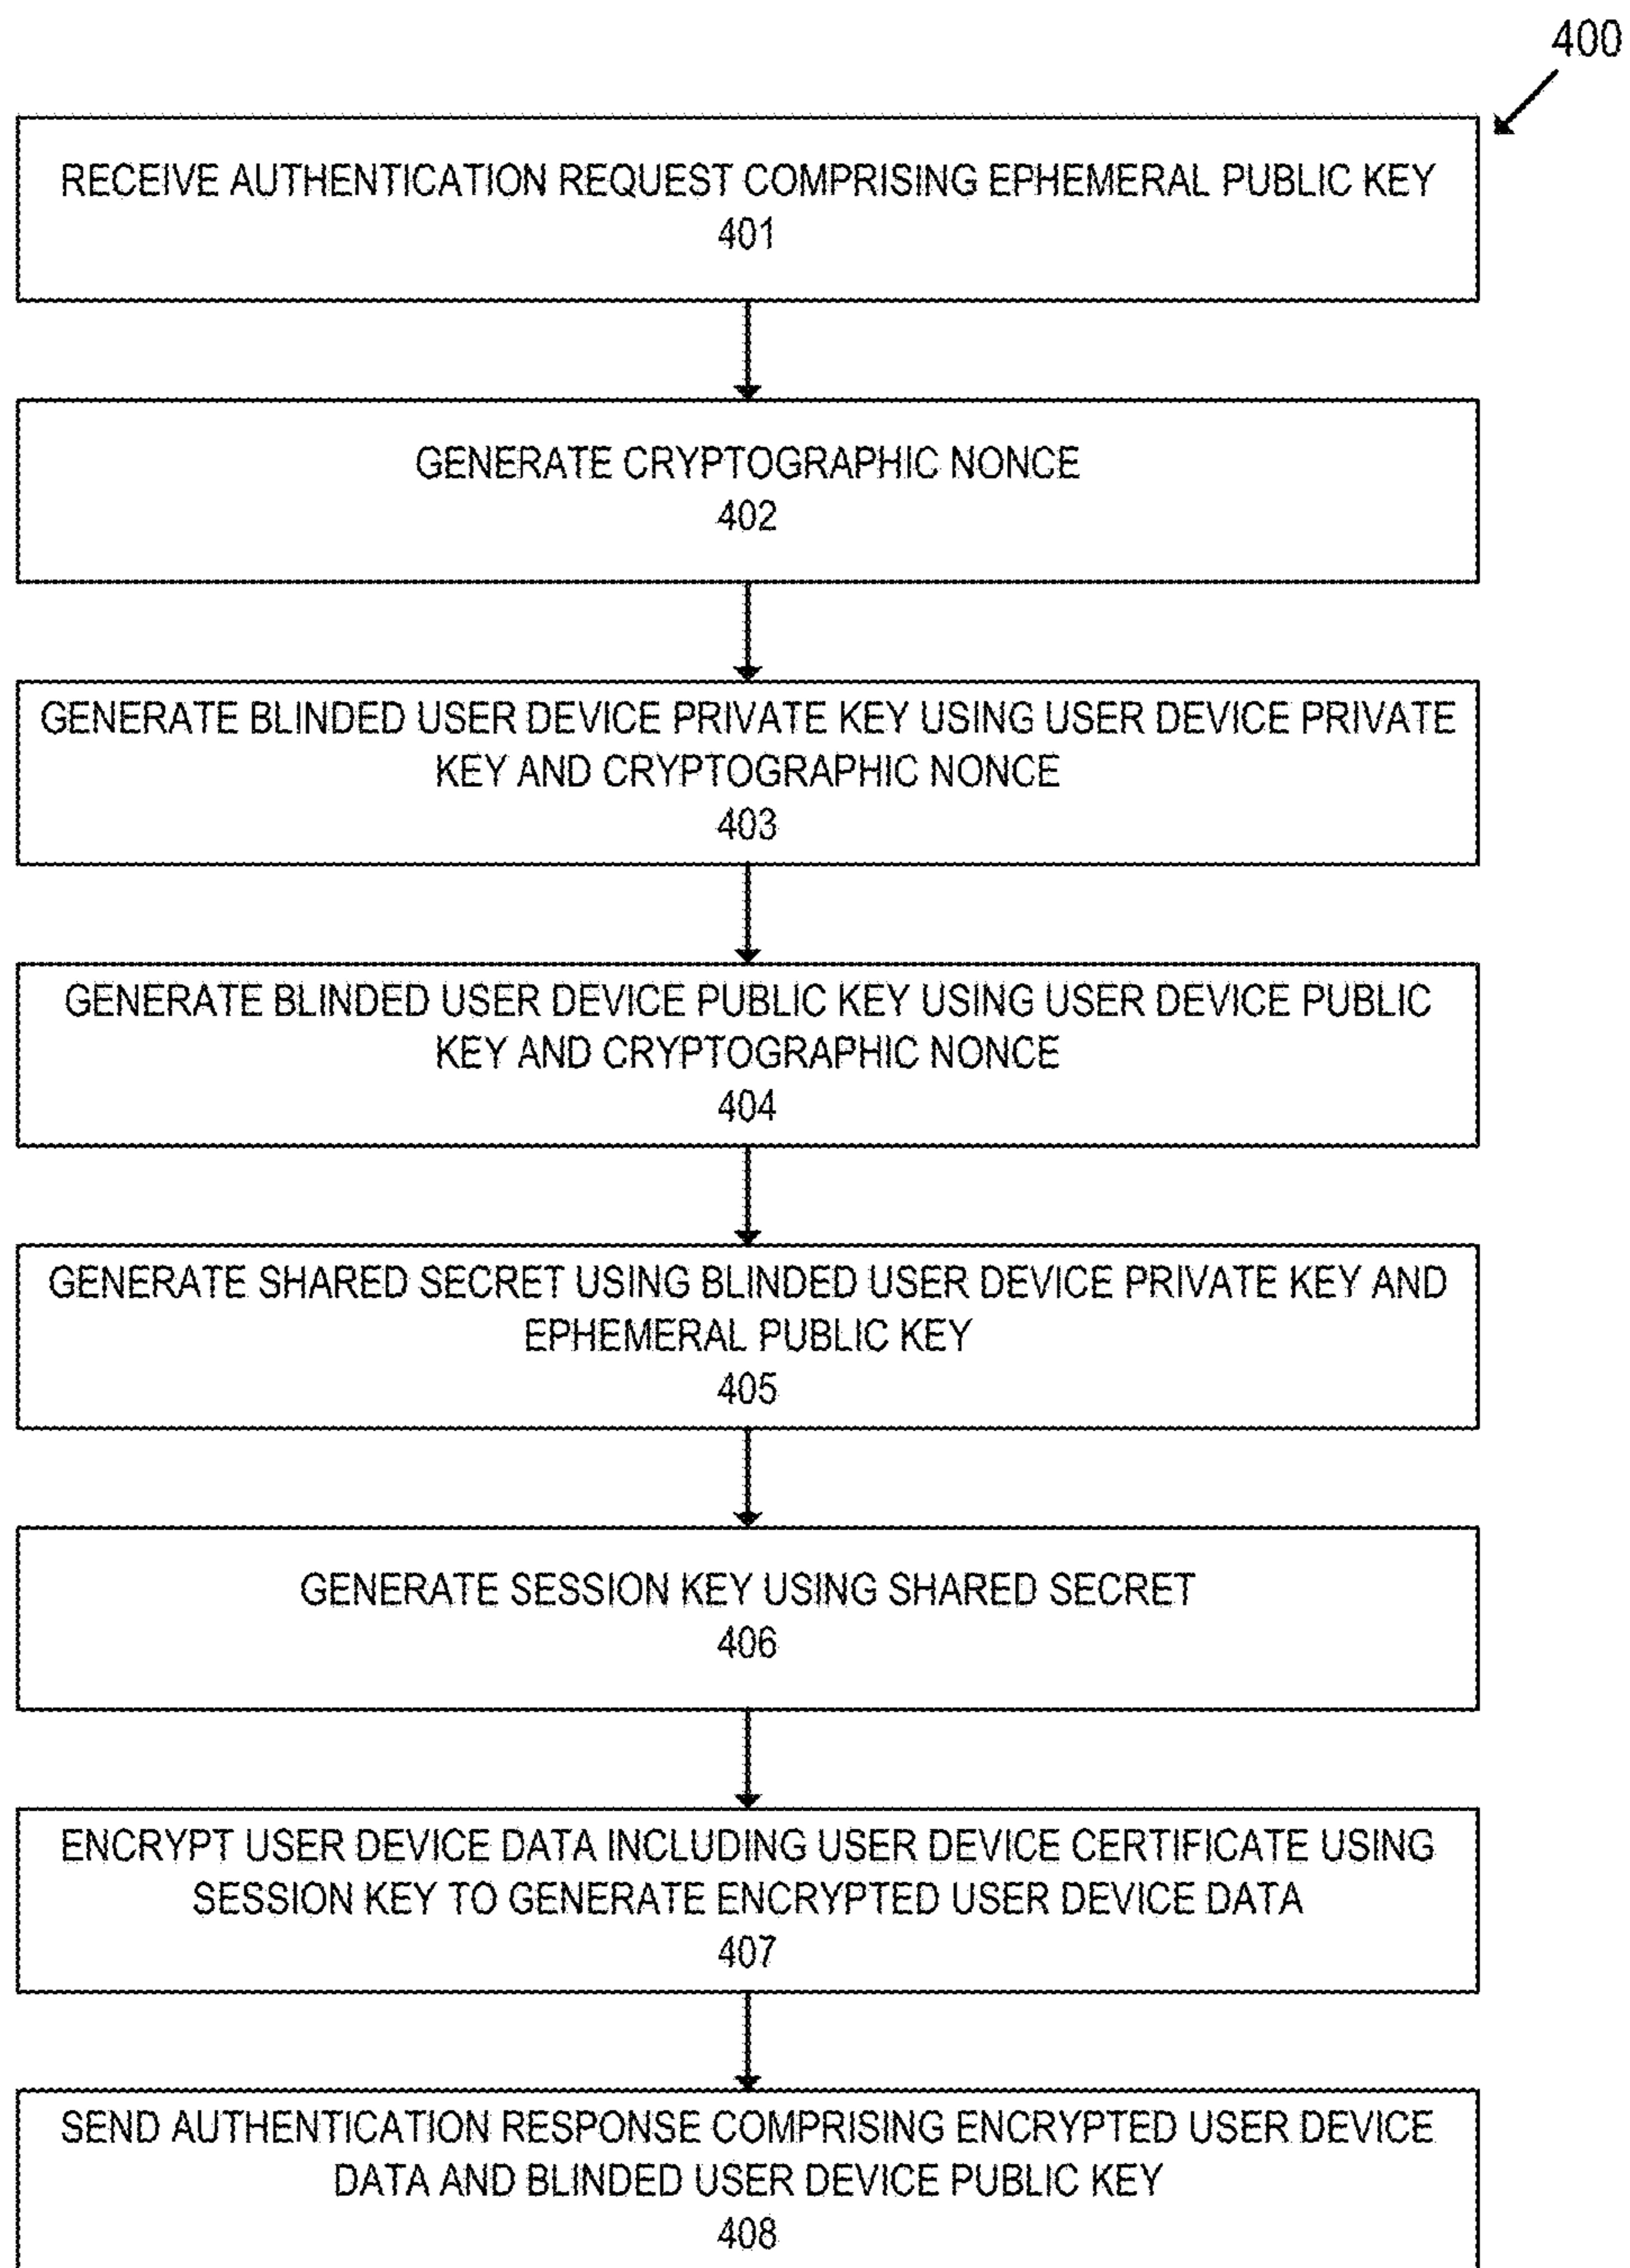 400
RECEIVE AUTHENTICATION REQUEST COMPRISING EPHEMERAL PUBLIC KEY
401
GENERATE CRYPTOGRAPHIC NONCE
402
GENERATE BLINDED USER DEVICE PRIVATE KEY USING USER DEVICE PRIVATE
KEY AND CRYPTOGRAPHIC NONCE
403
GENERATE BLINDED USER DEVICE PUBLIC KEY USING USER DEVICE PUBLIC
KEY AND CRYPTOGRAPHIC NONCE
404
GENERATE SHARED SECRET USING BLINDED USER DEVICE PRIVATE KEY AND
EPHEMERAL PUBLIC KEY
405
GENERATE SESSION KEY USING SHARED SECRET
406
ENCRYPT USER DEVICE DATA INCLUDING USER DEVICE CERTIFICATE USING
SESSION KEY TO GENERATE ENCRYPTED USER DEVICE DATA
407
SEND AUTHENTICATION RESPONSE COMPRISING ENCRYPTED USER DEVICE
DATA AND BLINDED USER DEVICE PUBLIC KEY
408